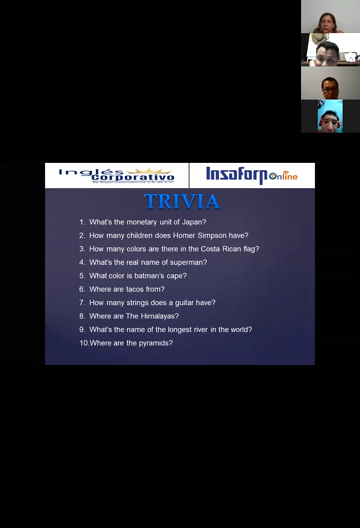 Inglés
Corporativo
Insaforp Online
TRIVIA
1. What's the monetary unit of Japan?
2. How many children does Homer Simpson have?
3. How many colors are there in the Costa Rican flag?
4. What's the real name of superman?
5. What color is batman's cape?
6. Where are tacos from?
7. How many strings does a guitar have?
8. Where are The Himalayas?
9. What's the name of the longest river in the world?
10.Where are the pyramids?